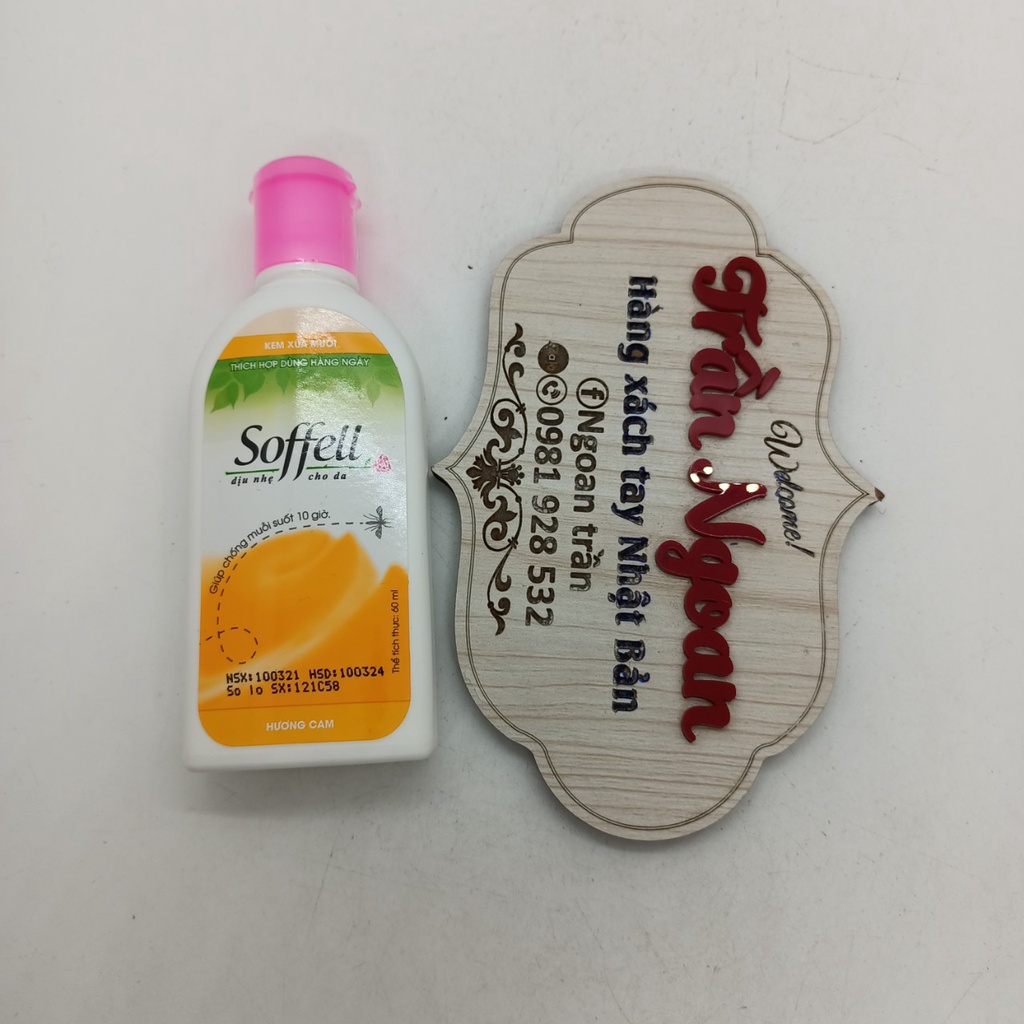 KEM XUA MUỖI
THÍCH HỢP DÙNG HÀNG NGÀY
Soffell
dịu nhẹ cho da
Giúp chống muỗi suốt 10 giờ.
Thể tích thực: 60 ml
NSX:100321 HSD:100324
So lo SX:121C58
HƯƠNG CAM
Welcome!
Trần Ngoan
Hàng xách tay Nhật Bản
Ngoan trần
Zalo
0981 928 532